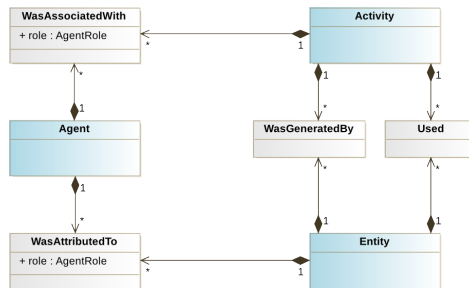 WasAssociatedWith
+ role : AgentRole
Activity
*
1
1
1
*
1
*
*
Agent
WasGeneratedBy
Used
1
*
*
*
1
1
WasAttributedTo
+ role : AgentRole
*
1
Entity